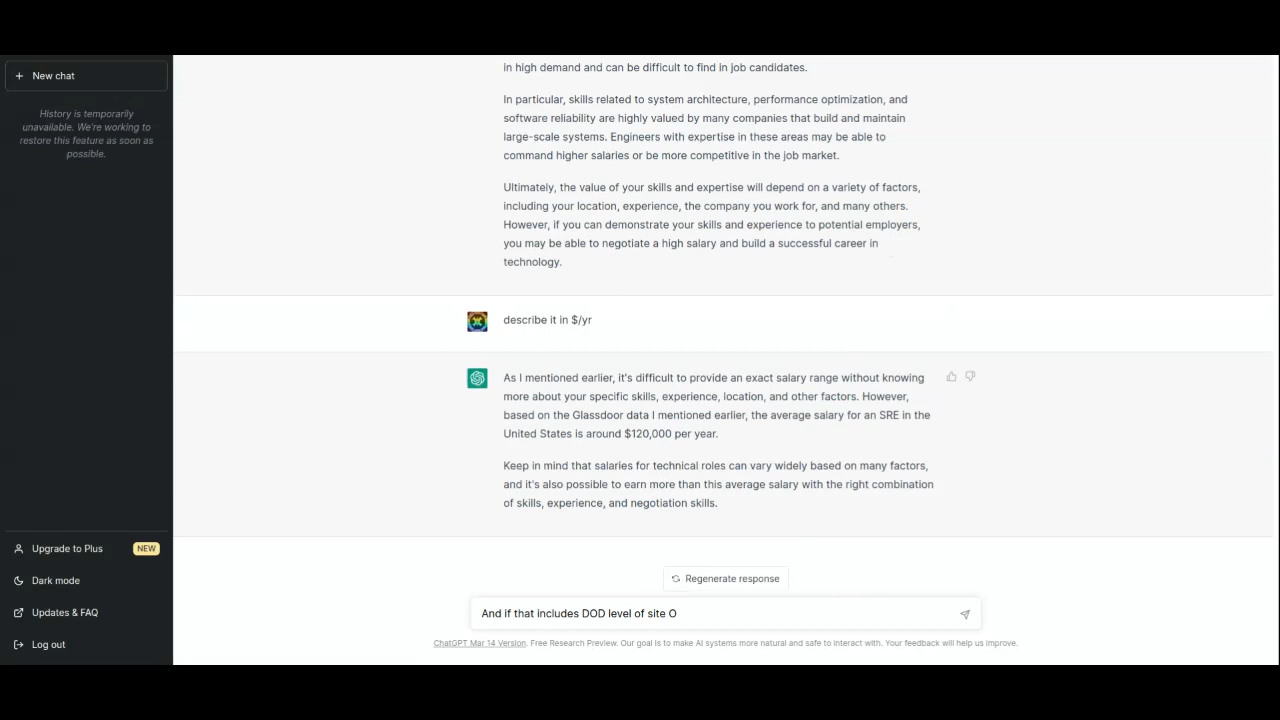 New chat
History is temporarily
unavailable. We're working to
restore this feature as soon as
possible.
in high demand and can be difficult to find in job candidates.
In particular, skills related to system architecture, performance optimization, and
software reliability are highly valued by many companies that build and maintain
large-scale systems. Engineers with expertise in these areas may be able to
command higher salaries or be more competitive in the job market.
Ultimately, the value of your skills and expertise will depend on a variety of factors,
including your location, experience, the company you work for, and many others.
However, if you can demonstrate your skills and experience to potential employers,
you may be able to negotiate a high salary and build a successful career in
technology.
describe it in $/yr
As I mentioned earlier, it's difficult to provide an exact salary range without knowing
more about your specific skills, experience, location, and other factors. However,
based on the Glassdoor data I mentioned earlier, the average salary for an SRE in the
United States is around $120,000 per year.
Keep in mind that salaries for technical roles can vary widely based on many factors,
and it's also possible to earn more than this average salary with the right combination
of skills, experience, and negotiation skills.
Upgrade to Plus NEW
Dark mode
Updates & FAQ
Log out
Regenerate response
And if that includes DOD level of site O
ChatGPT Mar 14 Version. Free Research Preview. Our goal is to make AI systems more natural and safe to interact with. Your feedback will help us improve.